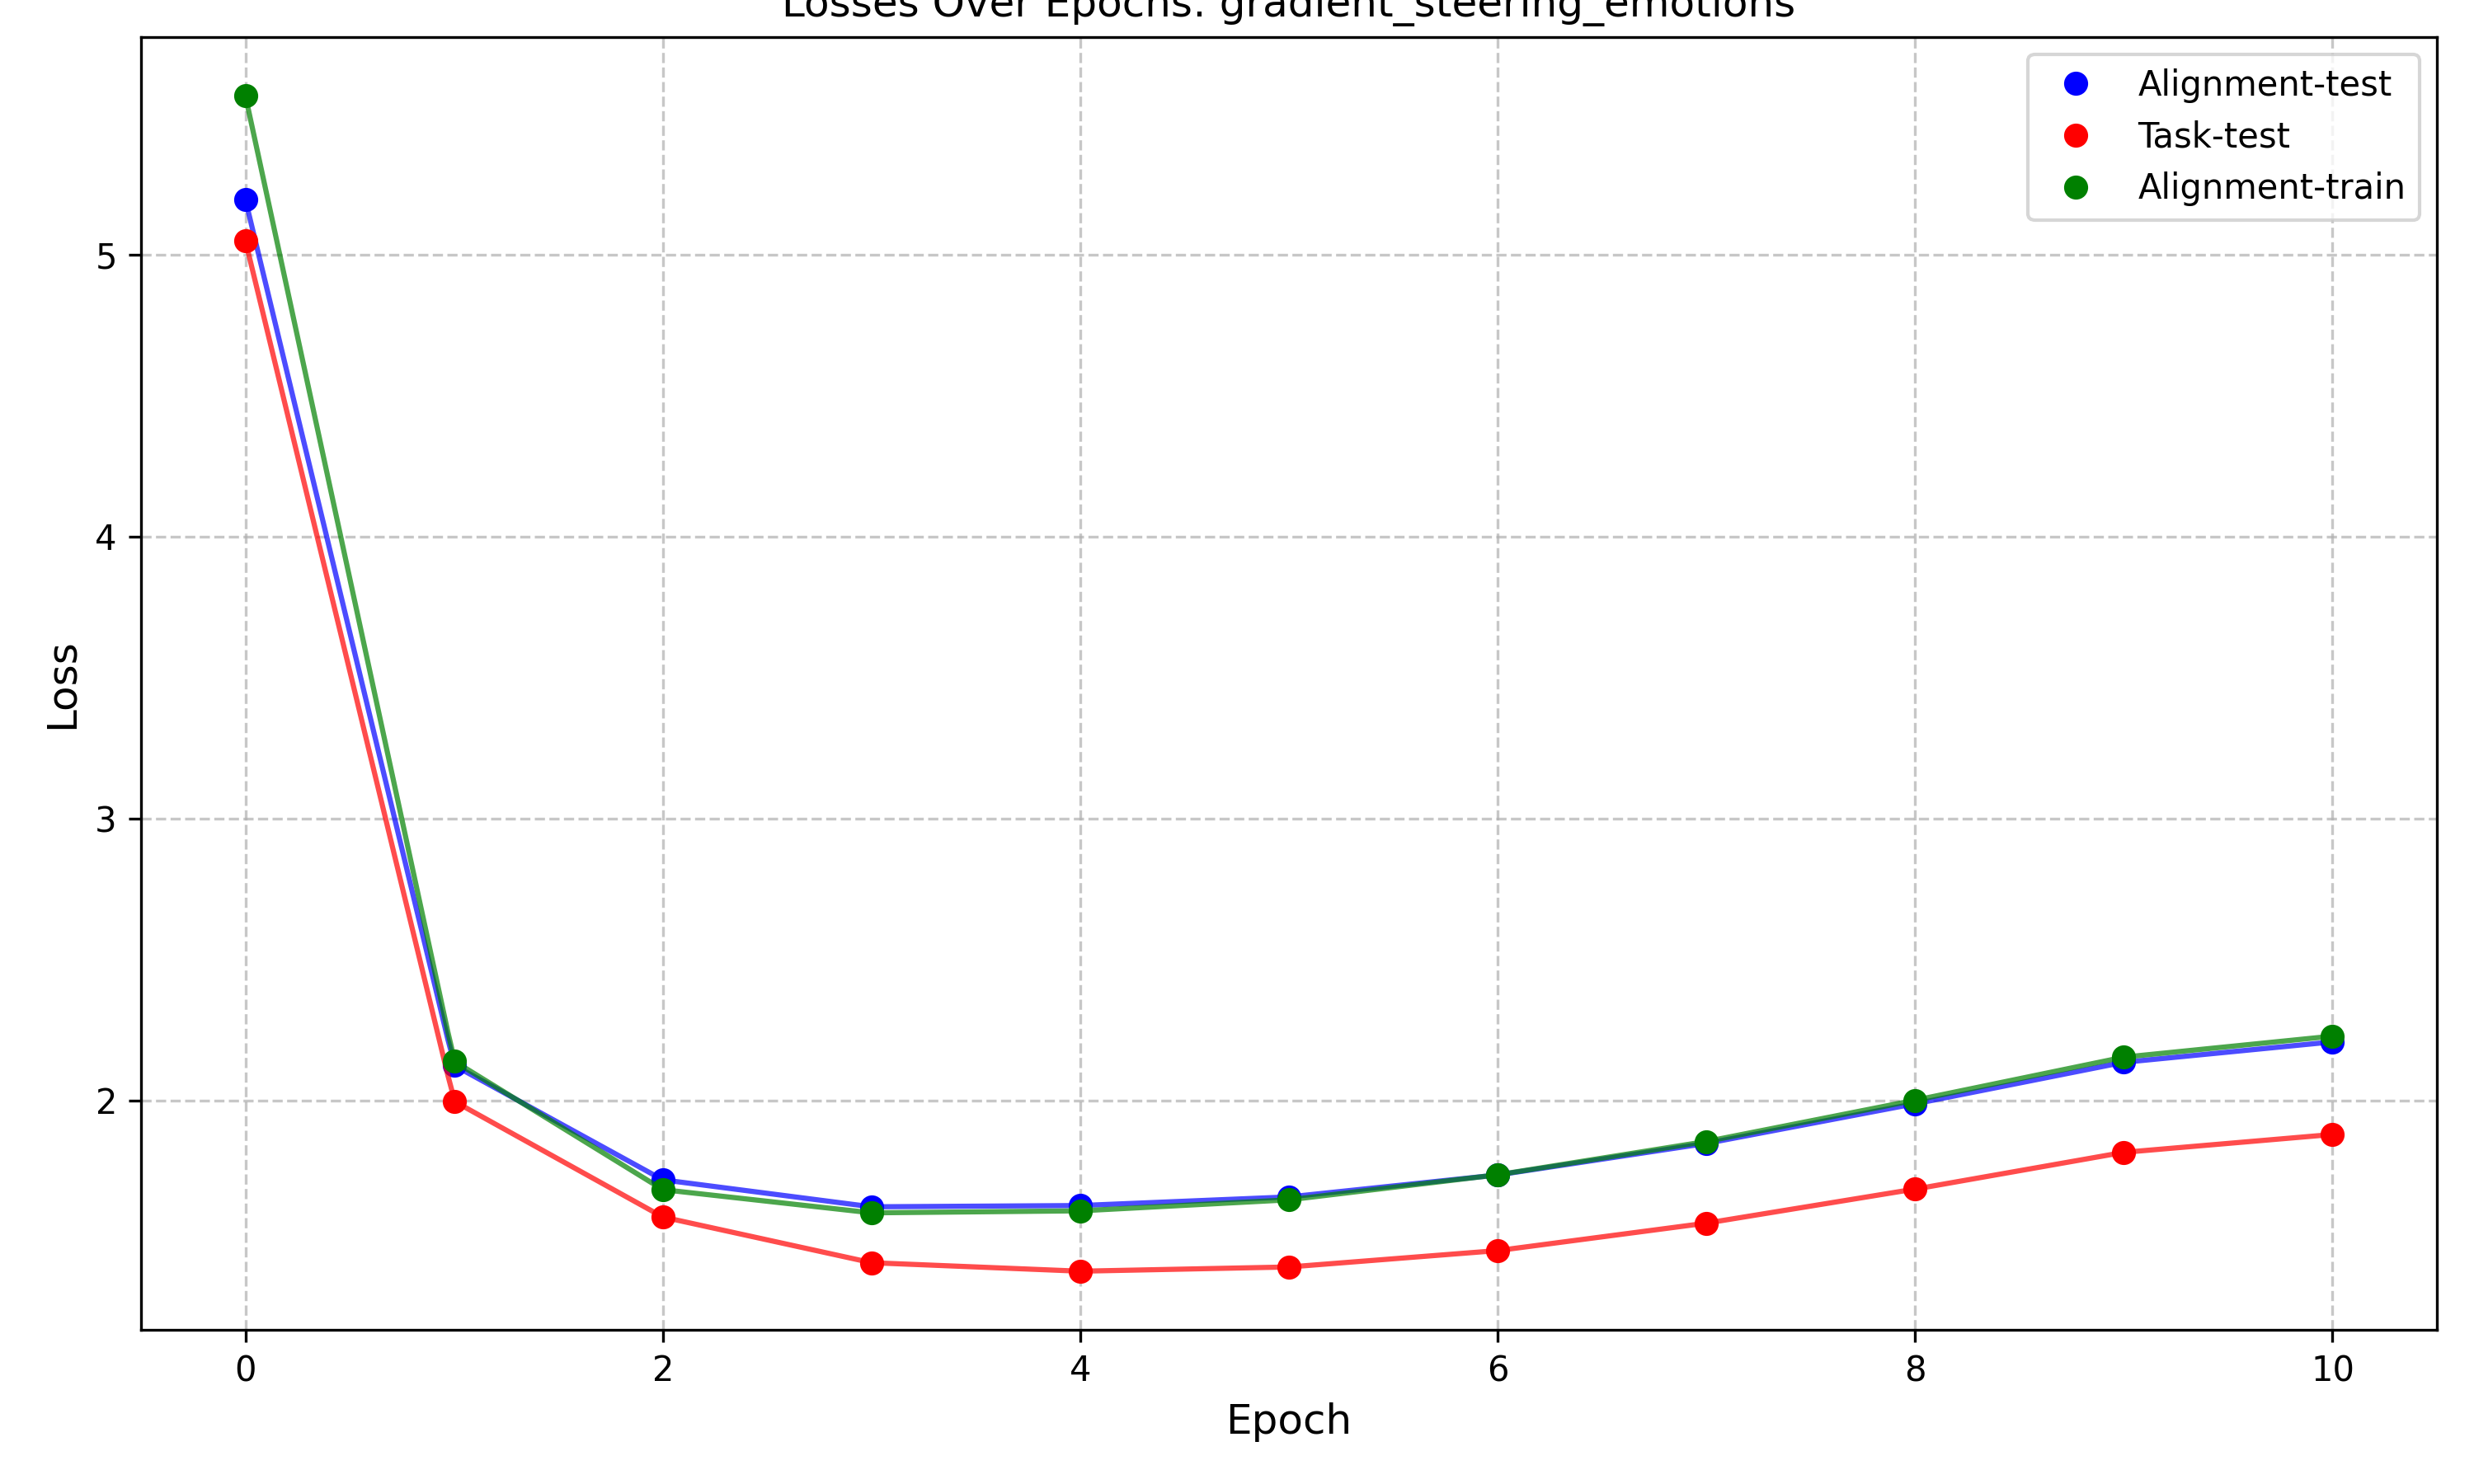 Losses Over Epochs: gradient_steering_emotions
Alignment-test
Task-test
Alignment-train
5
4
3
2
Loss
0 2 4 6 8 10
Epoch